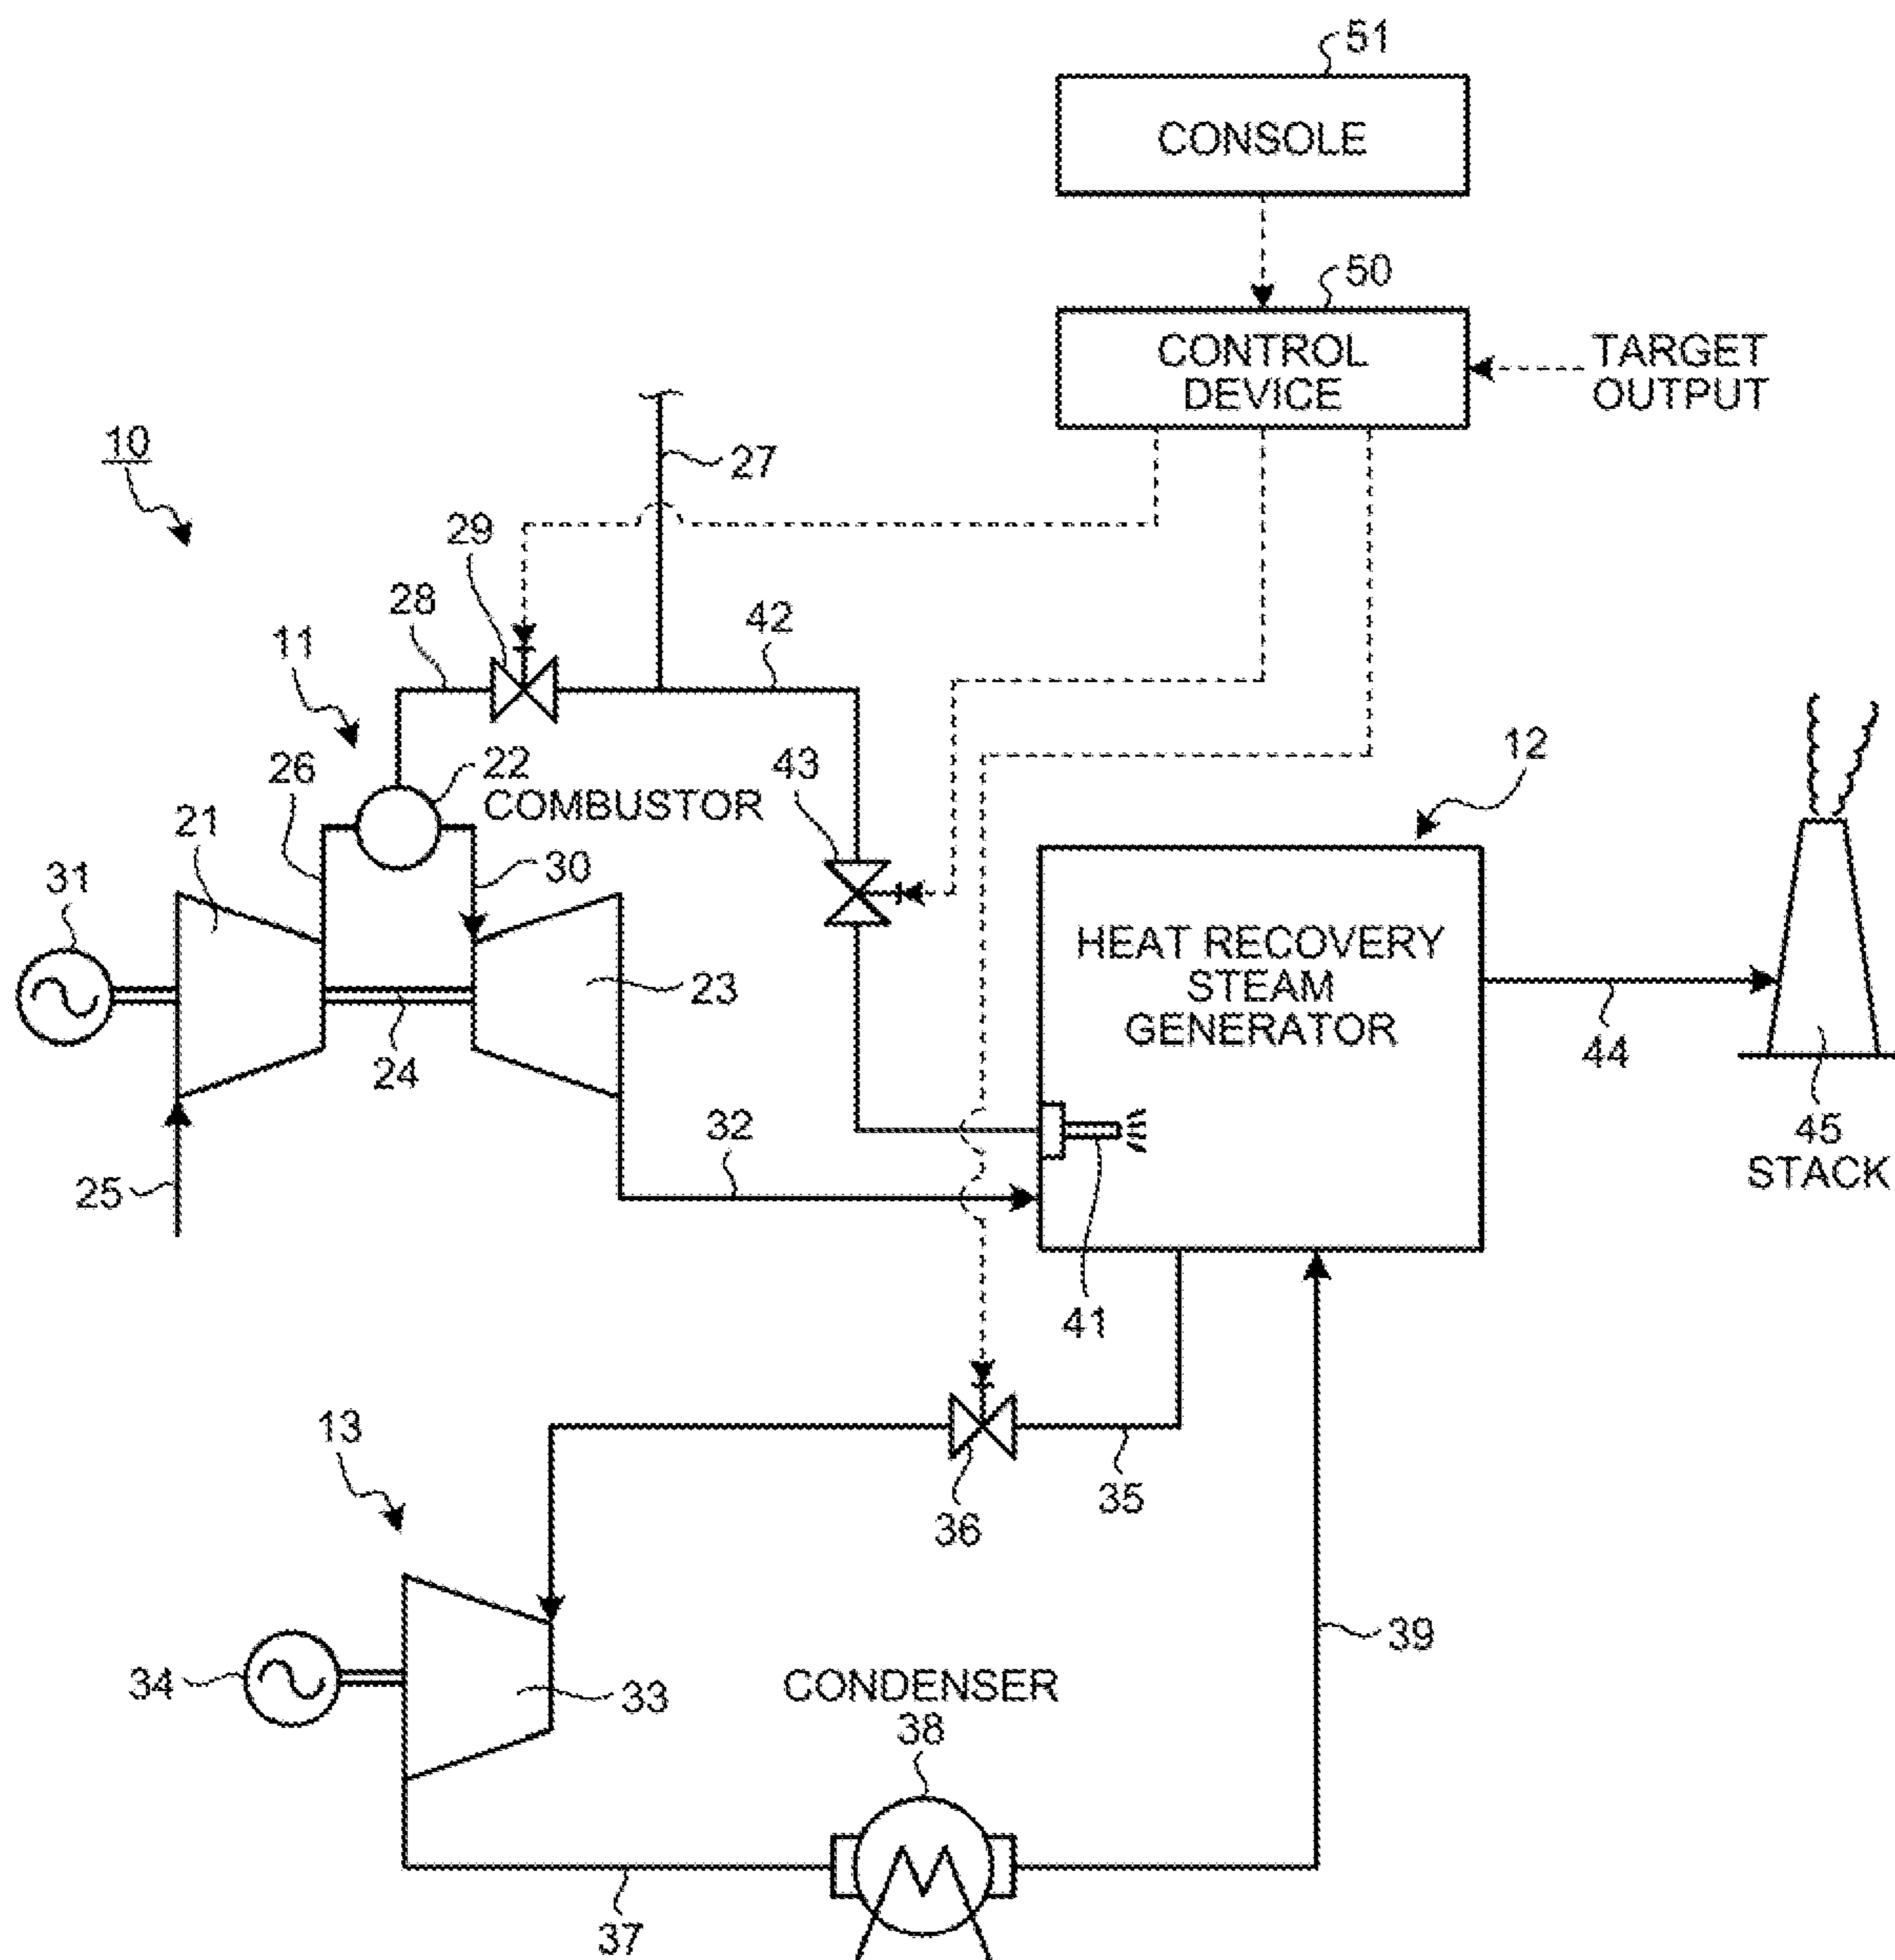 51
CONSOLE
50
CONTROL
DEVICE
TARGET
OUTPUT
10
27
29
28
42
11
26
22
COMBUSTOR
43
12
21
30
31
HEAT RECOVERY
STEAM
GENERATOR
23
24
44
32
45
STACK
25
41
13
35
36
39
34
33
CONDENSER
38
37